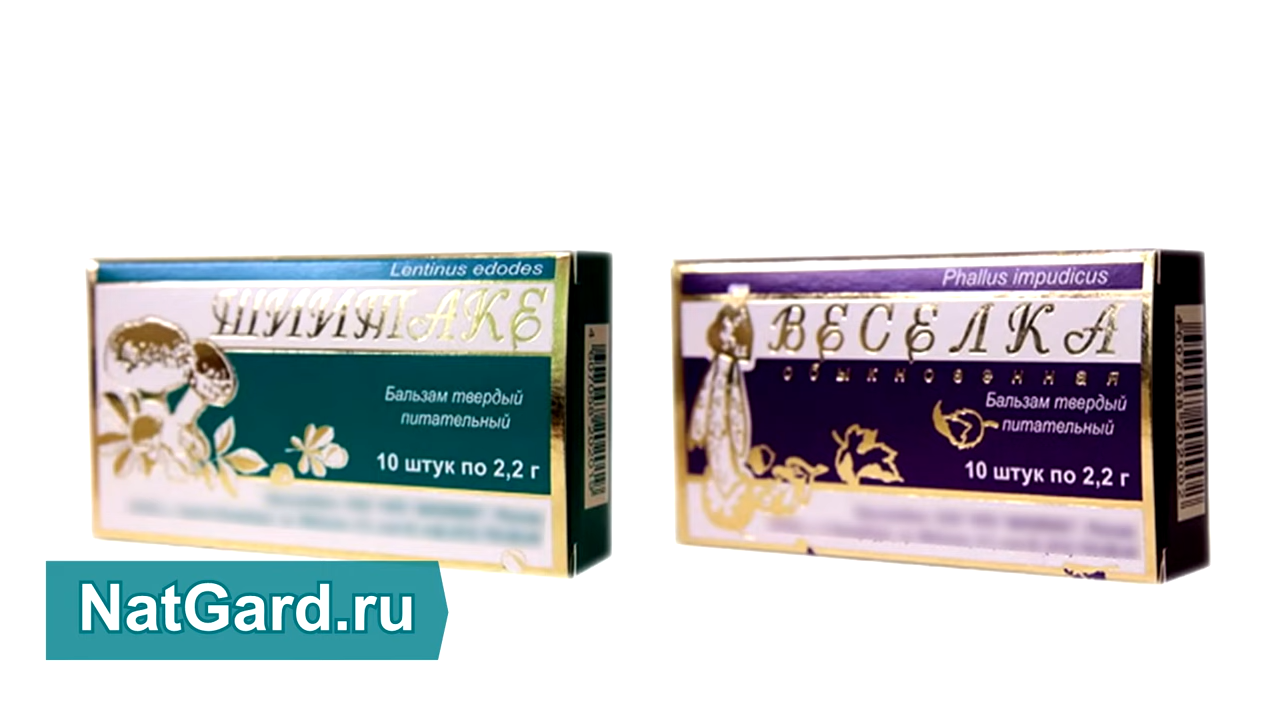 Lentinus edodes
ШИИТАКЕ
Бальзам твердый
питательный
10 штук по 2,2 г
Phallus impudicus
ВЕСЕЛКА
обыкновенная
Бальзам твердый
питательный
10 штук по 2,2 г
NatGard.ru